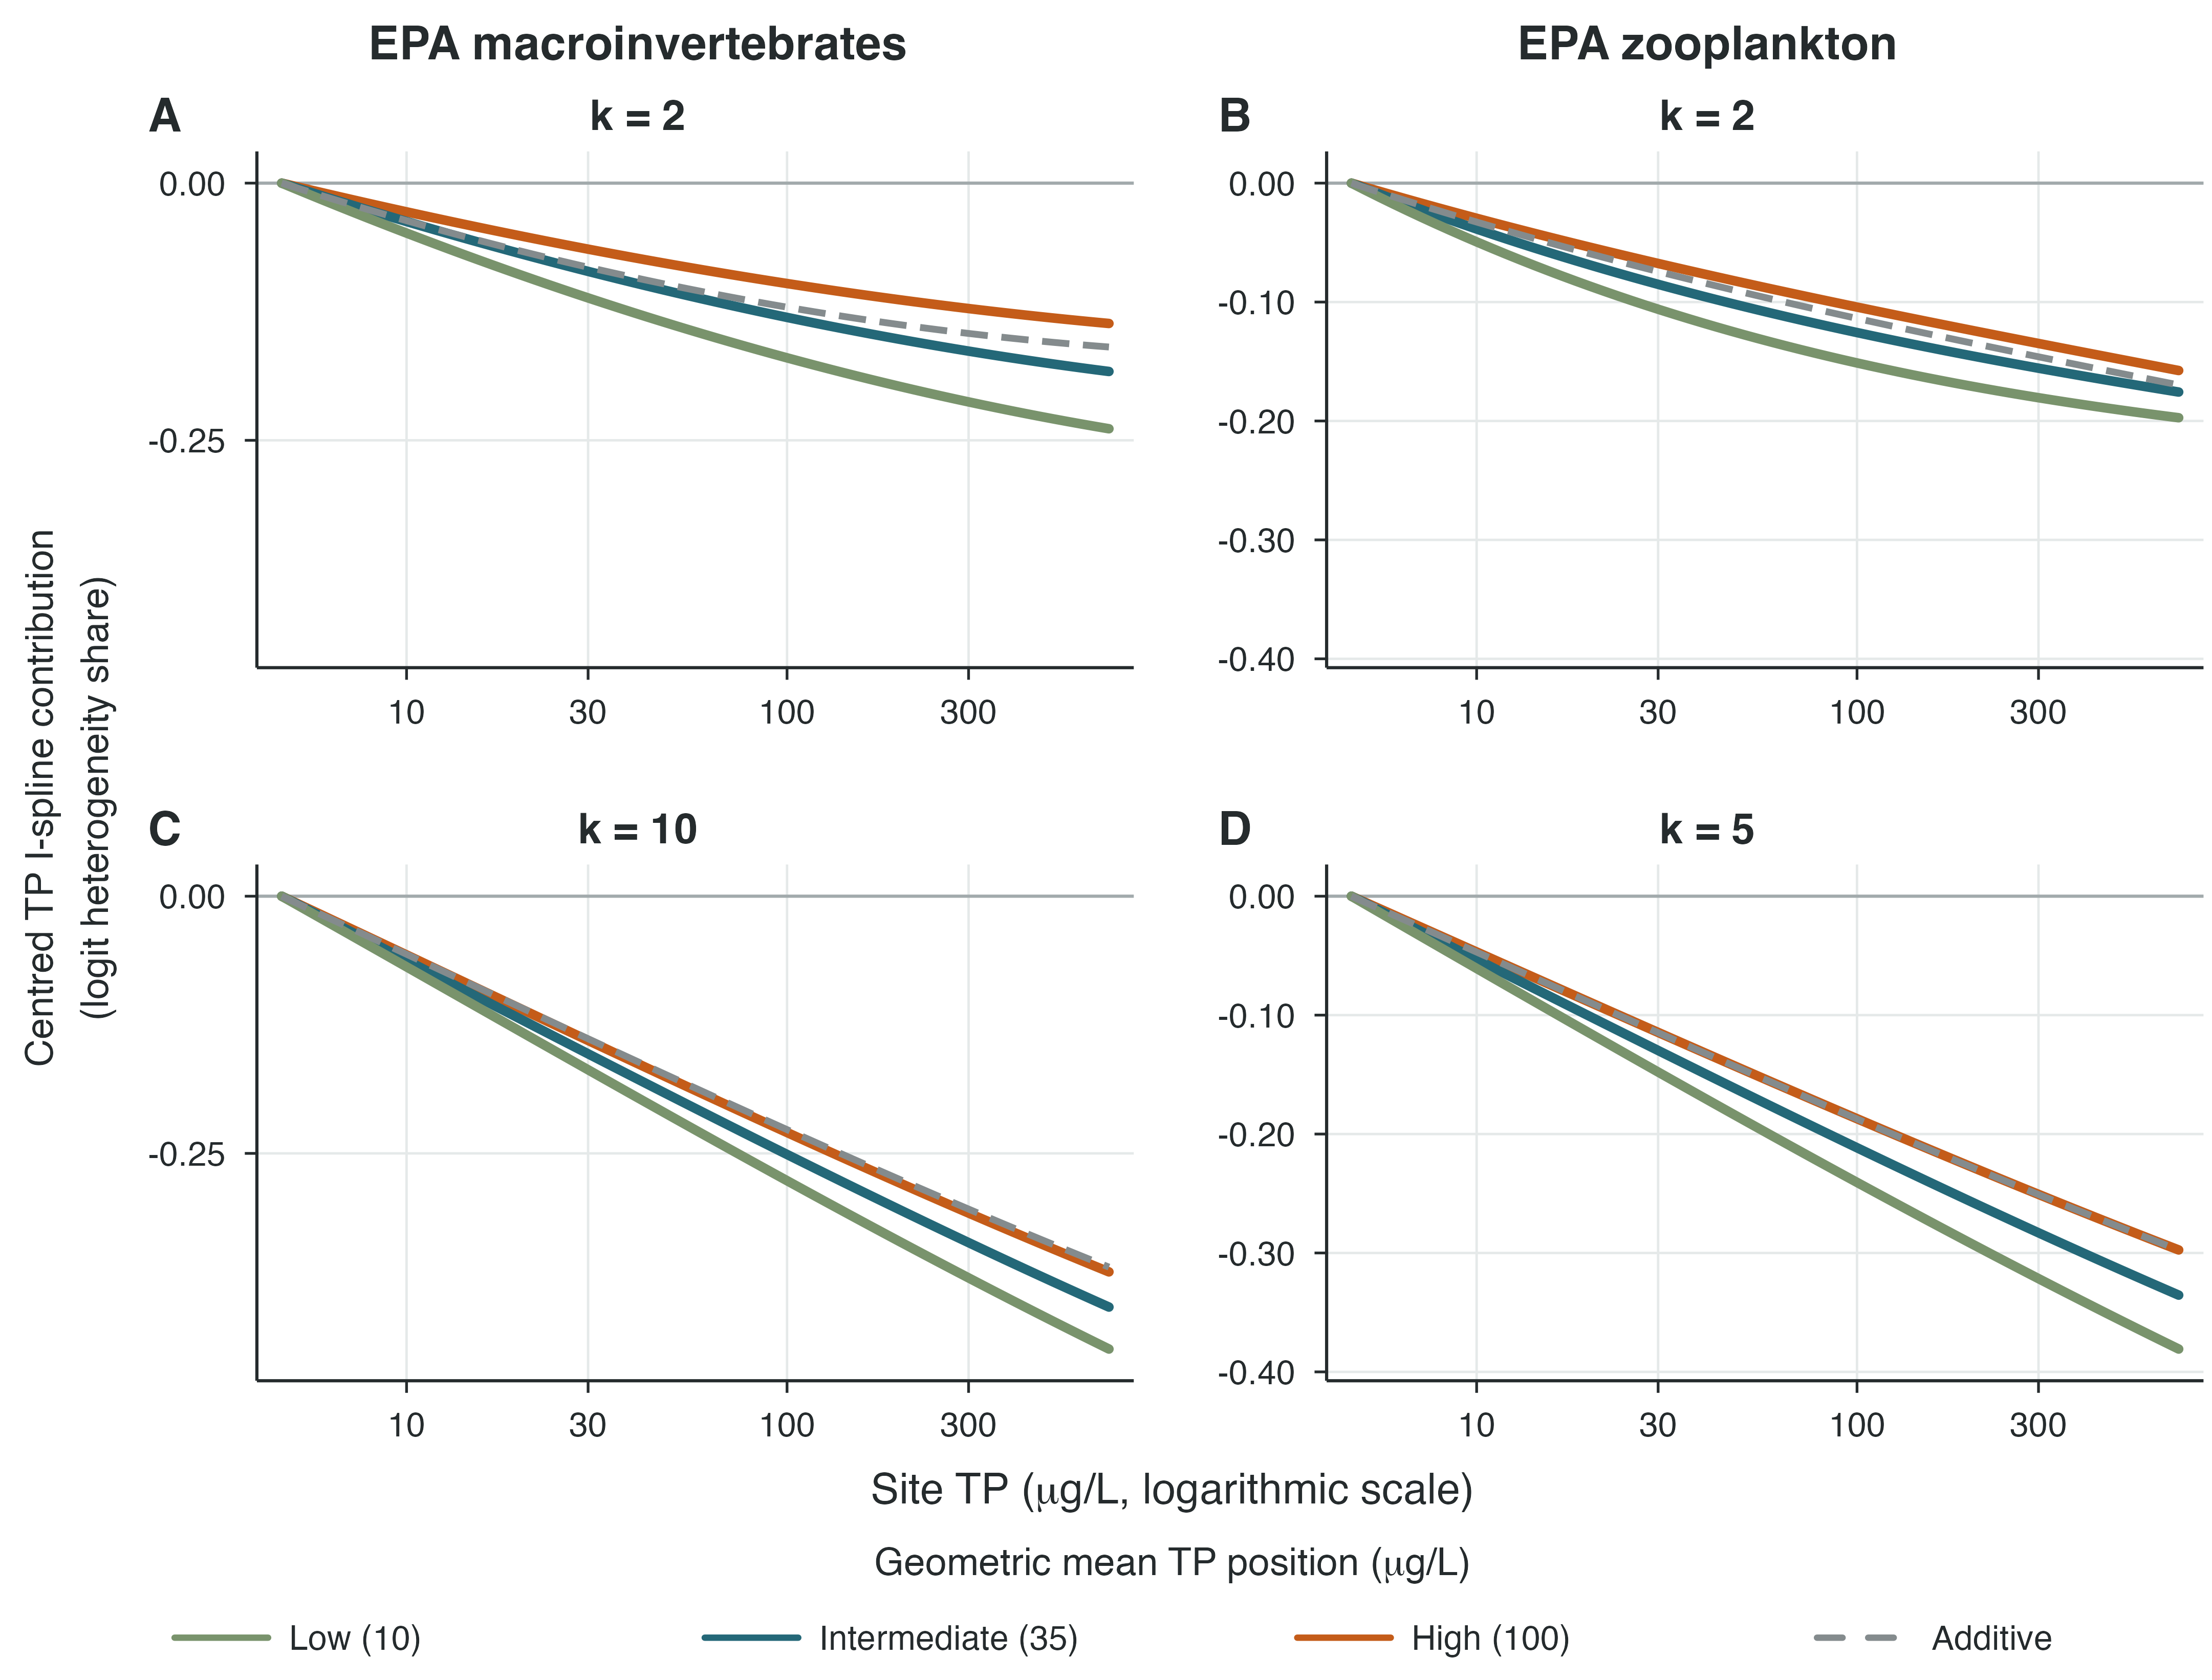 EPA macroinvertebrates
EPA zooplankton
A
k = 2
B
k = 2
0.00
-0.25
10
30
100
300
0.00
-0.10
-0.20
-0.30
-0.40
10
30
100
300
Centred TP I-spline contribution
(logit heterogeneity share)
C
k = 10
D
k = 5
0.00
-0.25
10
30
100
300
0.00
-0.10
-0.20
-0.30
-0.40
10
30
100
300
Site TP (μg/L, logarithmic scale)
Geometric mean TP position (μg/L)
Low (10)
Intermediate (35)
High (100)
Additive